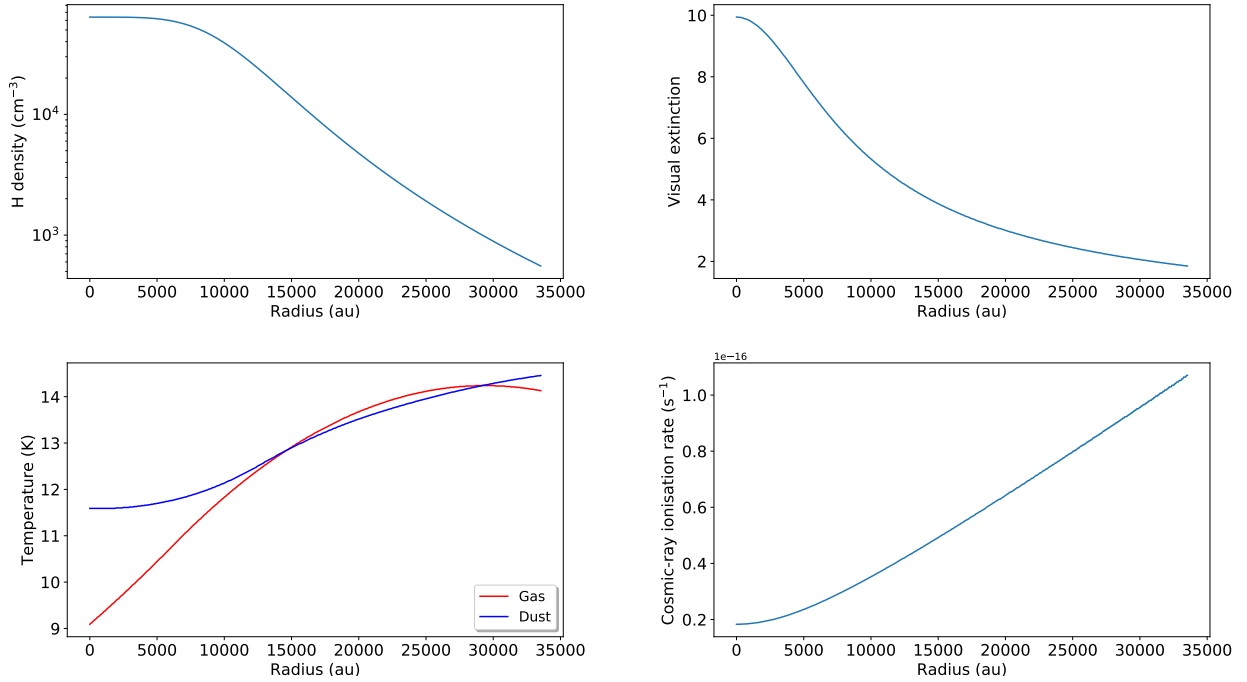 H density (cm⁻³)
10⁴
10³
0 5000 10000 15000 20000 25000 30000 35000
Radius (au)
Visual extinction
10
8
6
4
2
0 5000 10000 15000 20000 25000 30000 35000
Radius (au)
Temperature (K)
14
13
12
11
10
9
Gas
Dust
0 5000 10000 15000 20000 25000 30000 35000
Radius (au)
1e−16
Cosmic-ray ionisation rate (s⁻¹)
1.0
0.8
0.6
0.4
0.2
0 5000 10000 15000 20000 25000 30000 35000
Radius (au)